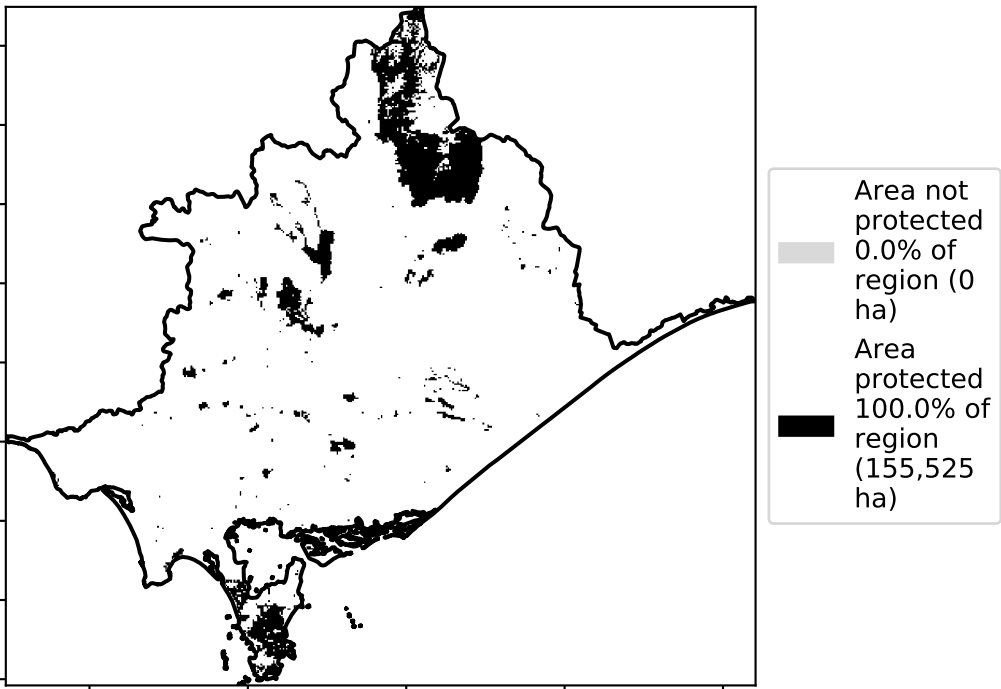 Area not
protected
0.0% of
region (0
ha)
Area
protected
100.0% of
region
(155,525
ha)